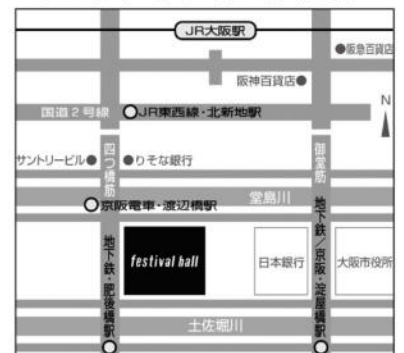 JR大阪駅
●阪急百貨店
阪神百貨店●
N
国道2号線
JR東西線・北新地駅
サントリービル●
四つ橋筋
●りそな銀行
御堂筋
堂島川
京阪電車・渡辺橋駅
地下鉄・肥後橋駅
festival hall
日本銀行
地下鉄/京阪・淀屋橋駅
大阪市役所
土佐堀川